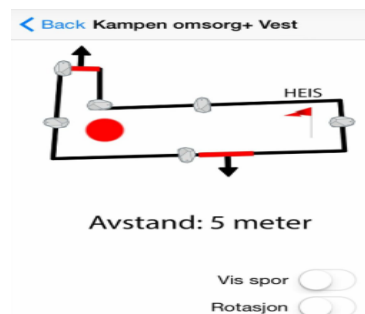 Back Kampen omsorg+ Vest
HEIS
Avstand: 5 meter
Vis spor
Rotasjon